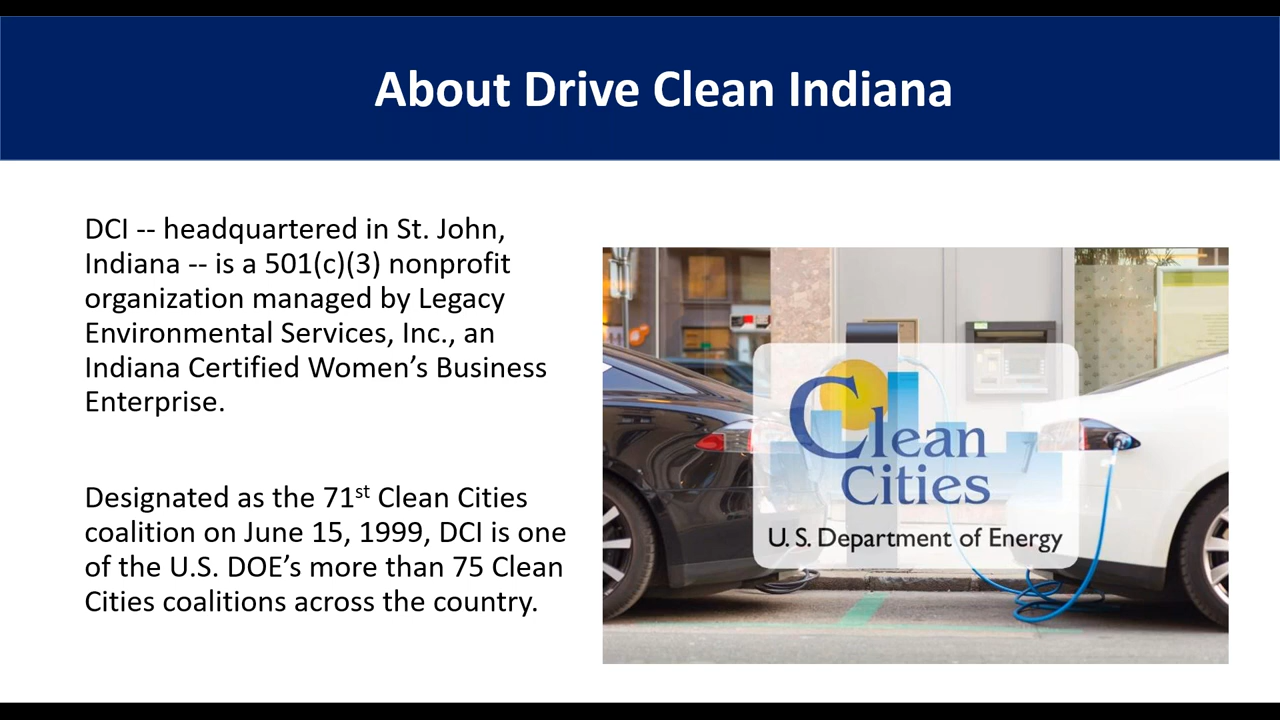 About Drive Clean Indiana
DCI -- headquartered in St. John,
Indiana -- is a 501(c)(3) nonprofit
organization managed by Legacy
Environmental Services, Inc., an
Indiana Certified Women’s Business
Enterprise.
Designated as the 71st Clean Cities
coalition on June 15, 1999, DCI is one
of the U.S. DOE’s more than 75 Clean
Cities coalitions across the country.
Clean
Cities
U. S. Department of Energy